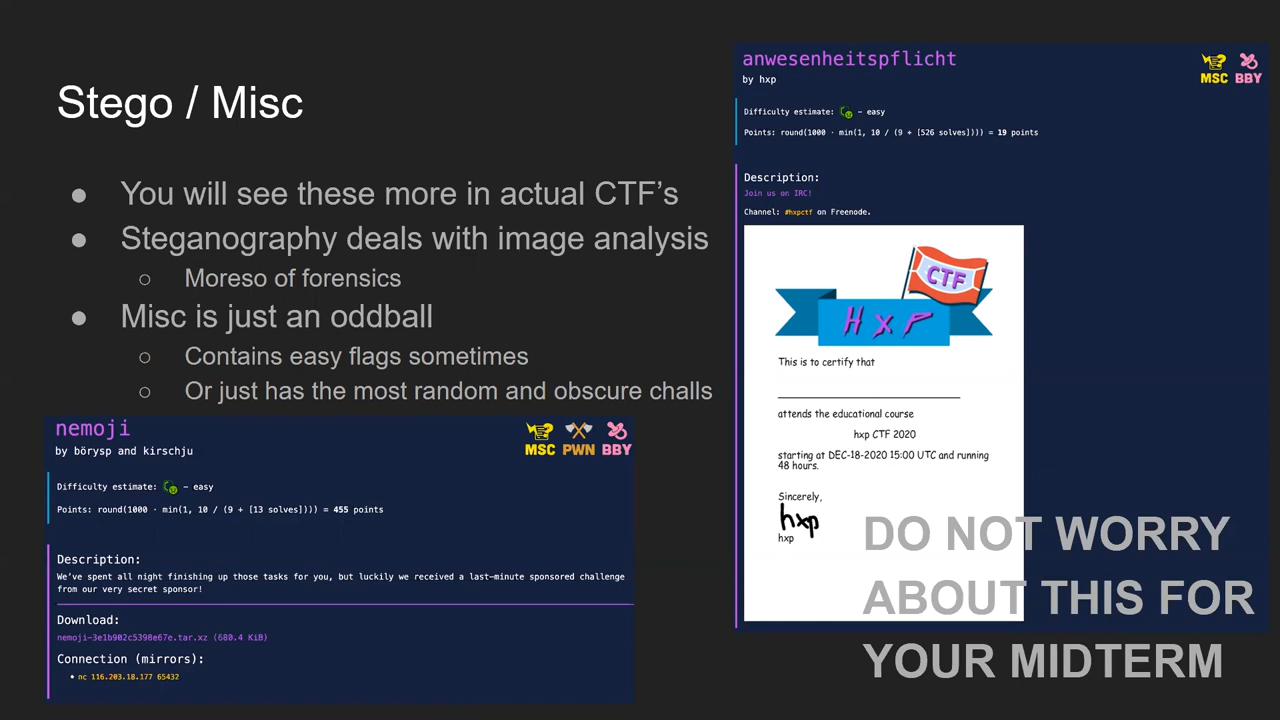 Stego / Misc
● You will see these more in actual CTF’s
● Steganography deals with image analysis
○ Moreso of forensics
● Misc is just an oddball
○ Contains easy flags sometimes
○ Or just has the most random and obscure challs
nemoji
by börysp and kirschju
MSC PWN BBY
Difficulty estimate: - easy
Points: round(1000 · min(1, 10 / (9 + [13 solves]))) = 455 points
Description:
We've spent all night finishing up those tasks for you, but luckily we received a last-minute sponsored challenge
from our very secret sponsor!
Download:
nemoji-3e1b902c5398e67e.tar.xz (680.4 KiB)
Connection (mirrors):
• nc 116.203.18.177 65432
anwesenheitspflicht
by hxp
MSC BBY
Difficulty estimate: - easy
Points: round(1000 · min(1, 10 / (9 + [526 solves]))) = 19 points
Description:
Join us on IRC!
Channel: #hxpctf on Freenode.
CTF
HXP
This is to certify that
attends the educational course
hxp CTF 2020
starting at DEC-18-2020 15:00 UTC and running
48 hours.
Sincerely,
hxp
hxp
DO NOT WORRY
ABOUT THIS FOR
YOUR MIDTERM